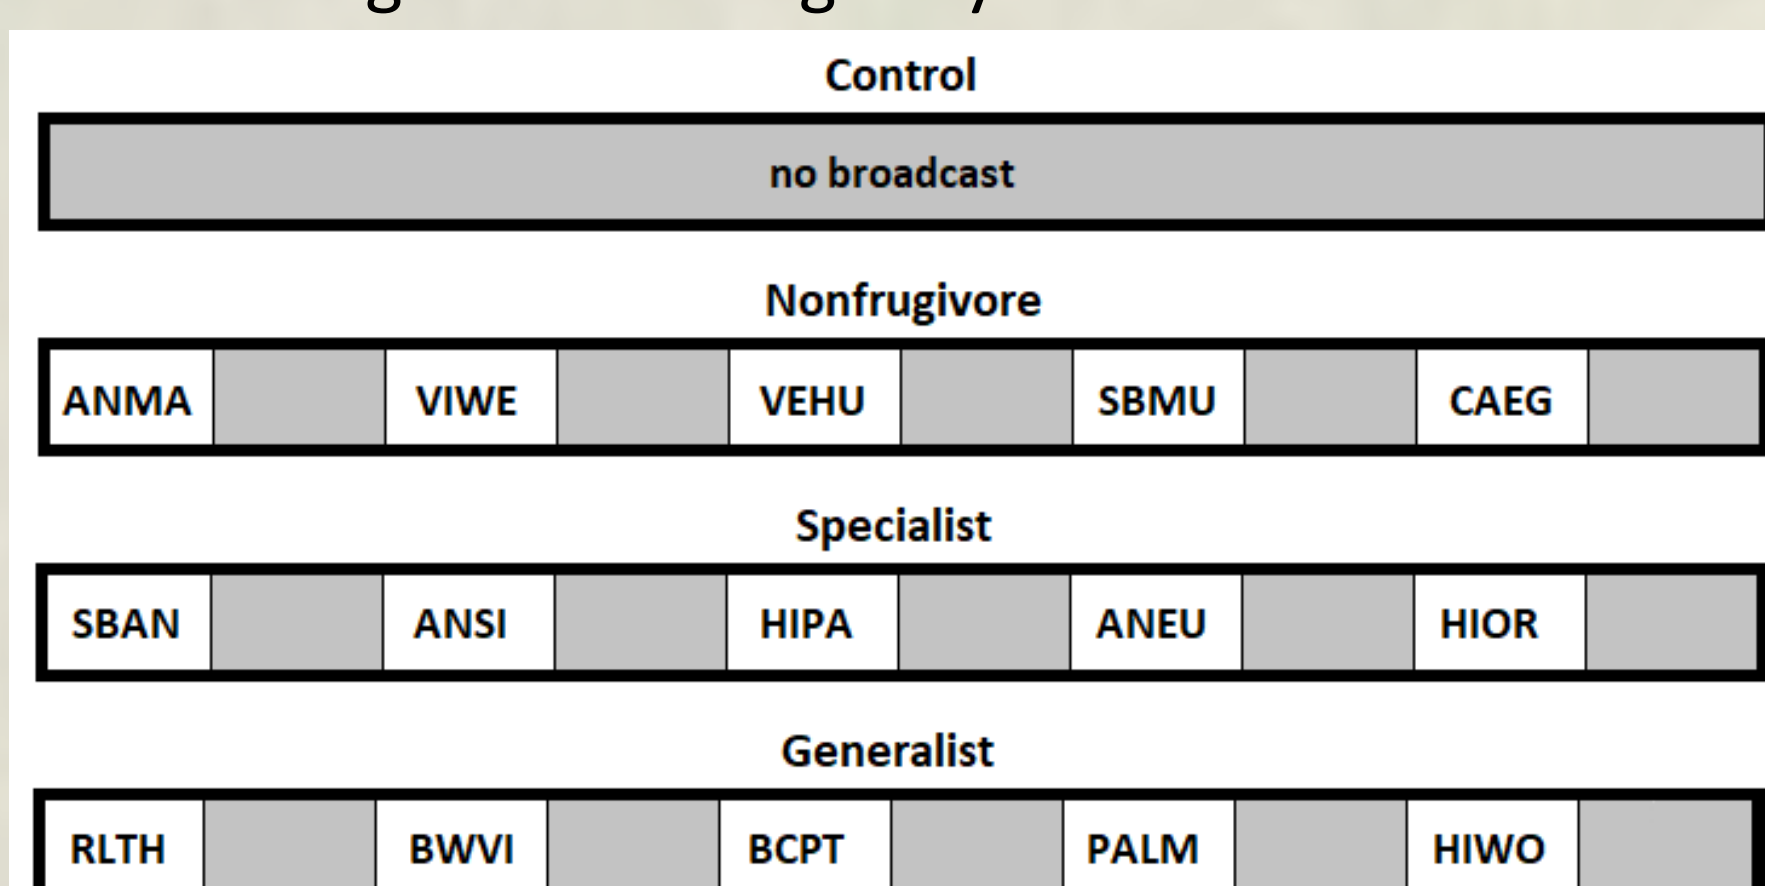 Control
no broadcast
Nonfrugivore
ANMA VIWE VEHU SBMU CAEG
Specialist
SBAN ANSI HIPA ANEU HIOR
Generalist
RLTH BWVI BCPT PALM HIWO